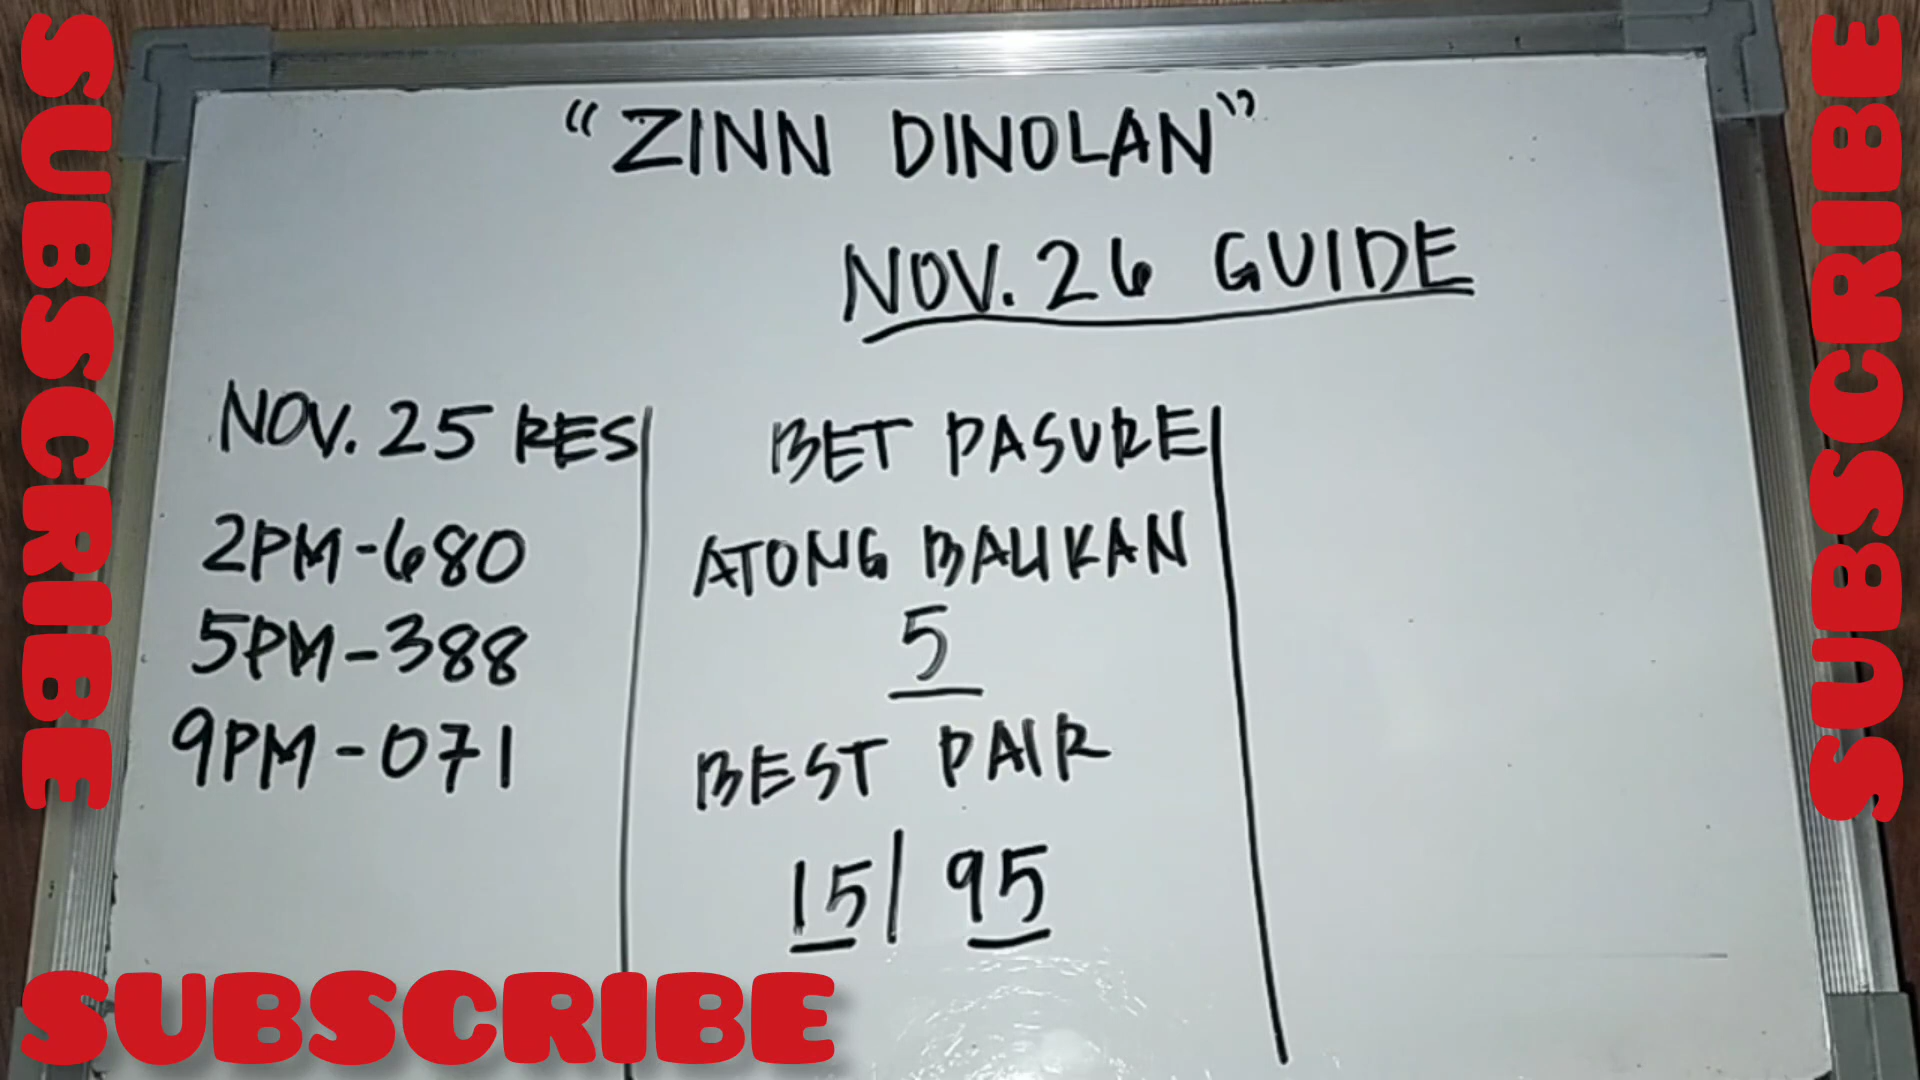 "ZINN DINOLAN"
NOV. 26 GUIDE
NOV. 25 RES
2PM-680
5PM-388
9PM-071
BET PASURE
ATONG BALIKAN
5
BEST PAIR
15/95
SUBSCRIBE
SUBSCRIBE
SUBSCRIBE